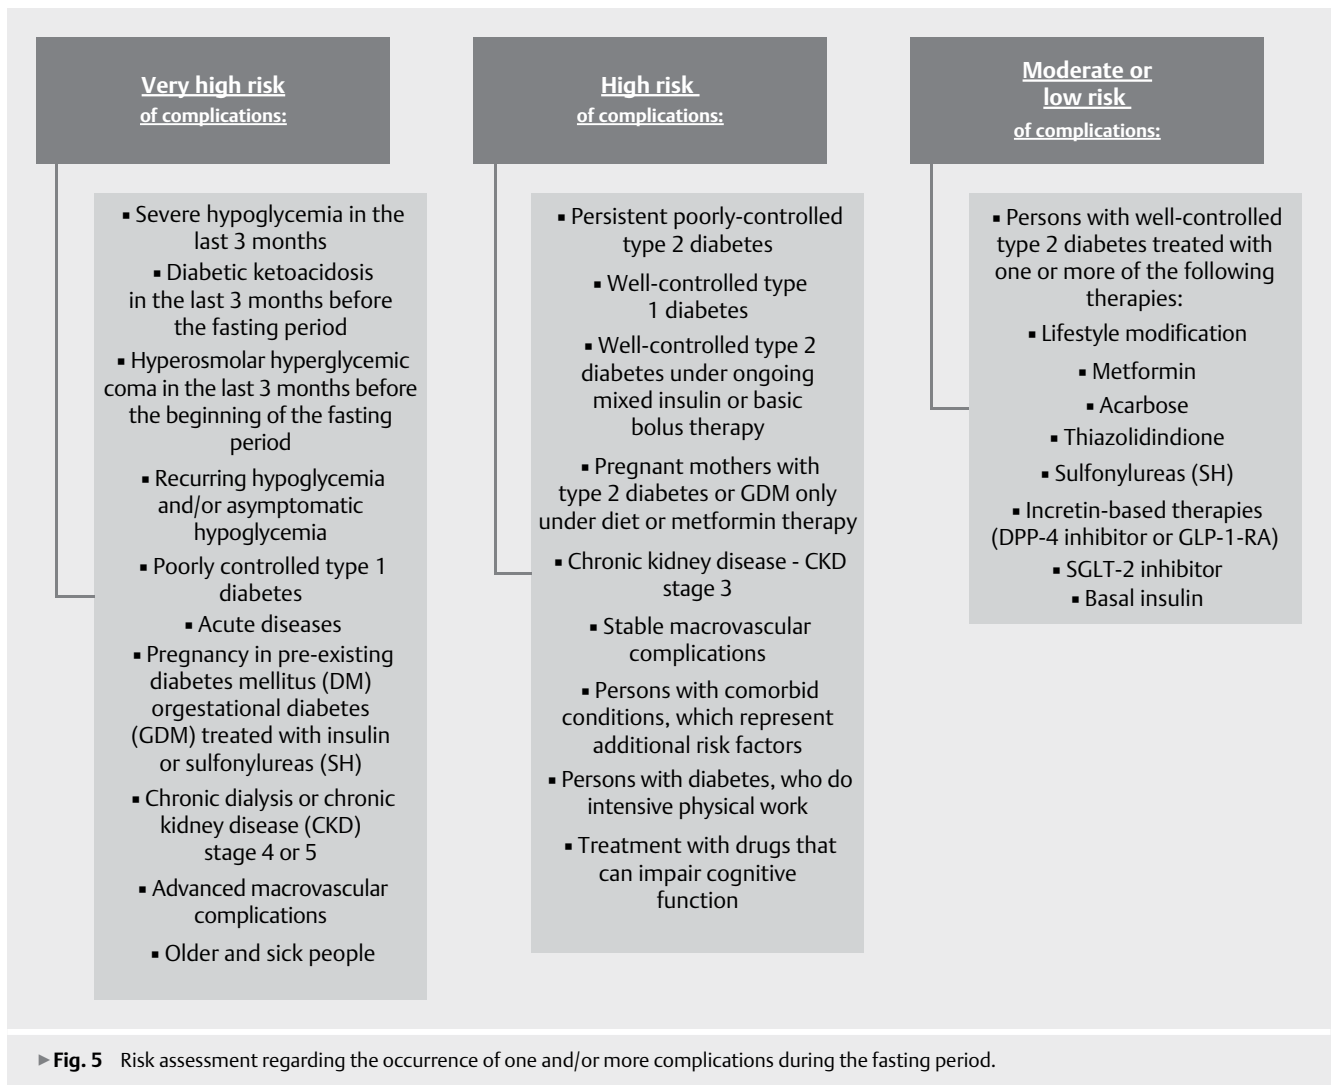 Very high risk
of complications:
▪ Severe hypoglycemia in the
last 3 months
▪ Diabetic ketoacidosis
in the last 3 months before
the fasting period
▪ Hyperosmolar hyperglycemic
coma in the last 3 months before
the beginning of the fasting
period
▪ Recurring hypoglycemia
and/or asymptomatic
hypoglycemia
▪ Poorly controlled type 1
diabetes
▪ Acute diseases
▪ Pregnancy in pre-existing
diabetes mellitus (DM)
orgestational diabetes
(GDM) treated with insulin
or sulfonylureas (SH)
▪ Chronic dialysis or chronic
kidney disease (CKD)
stage 4 or 5
▪ Advanced macrovascular
complications
▪ Older and sick people
High risk
of complications:
▪ Persistent poorly-controlled
type 2 diabetes
▪ Well-controlled type
1 diabetes
▪ Well-controlled type 2
diabetes under ongoing
mixed insulin or basic
bolus therapy
▪ Pregnant mothers with
type 2 diabetes or GDM only
under diet or metformin therapy
▪ Chronic kidney disease - CKD
stage 3
▪ Stable macrovascular
complications
▪ Persons with comorbid
conditions, which represent
additional risk factors
▪ Persons with diabetes, who do
intensive physical work
▪ Treatment with drugs that
can impair cognitive
function
Moderate or
low risk
of complications:
▪ Persons with well-controlled
type 2 diabetes treated with
one or more of the following
therapies:
▪ Lifestyle modification
▪ Metformin
▪ Acarbose
▪ Thiazolidindione
▪ Sulfonylureas (SH)
▪ Incretin-based therapies
(DPP-4 inhibitor or GLP-1-RA)
▪ SGLT-2 inhibitor
▪ Basal insulin
►Fig. 5 Risk assessment regarding the occurrence of one and/or more complications during the fasting period.